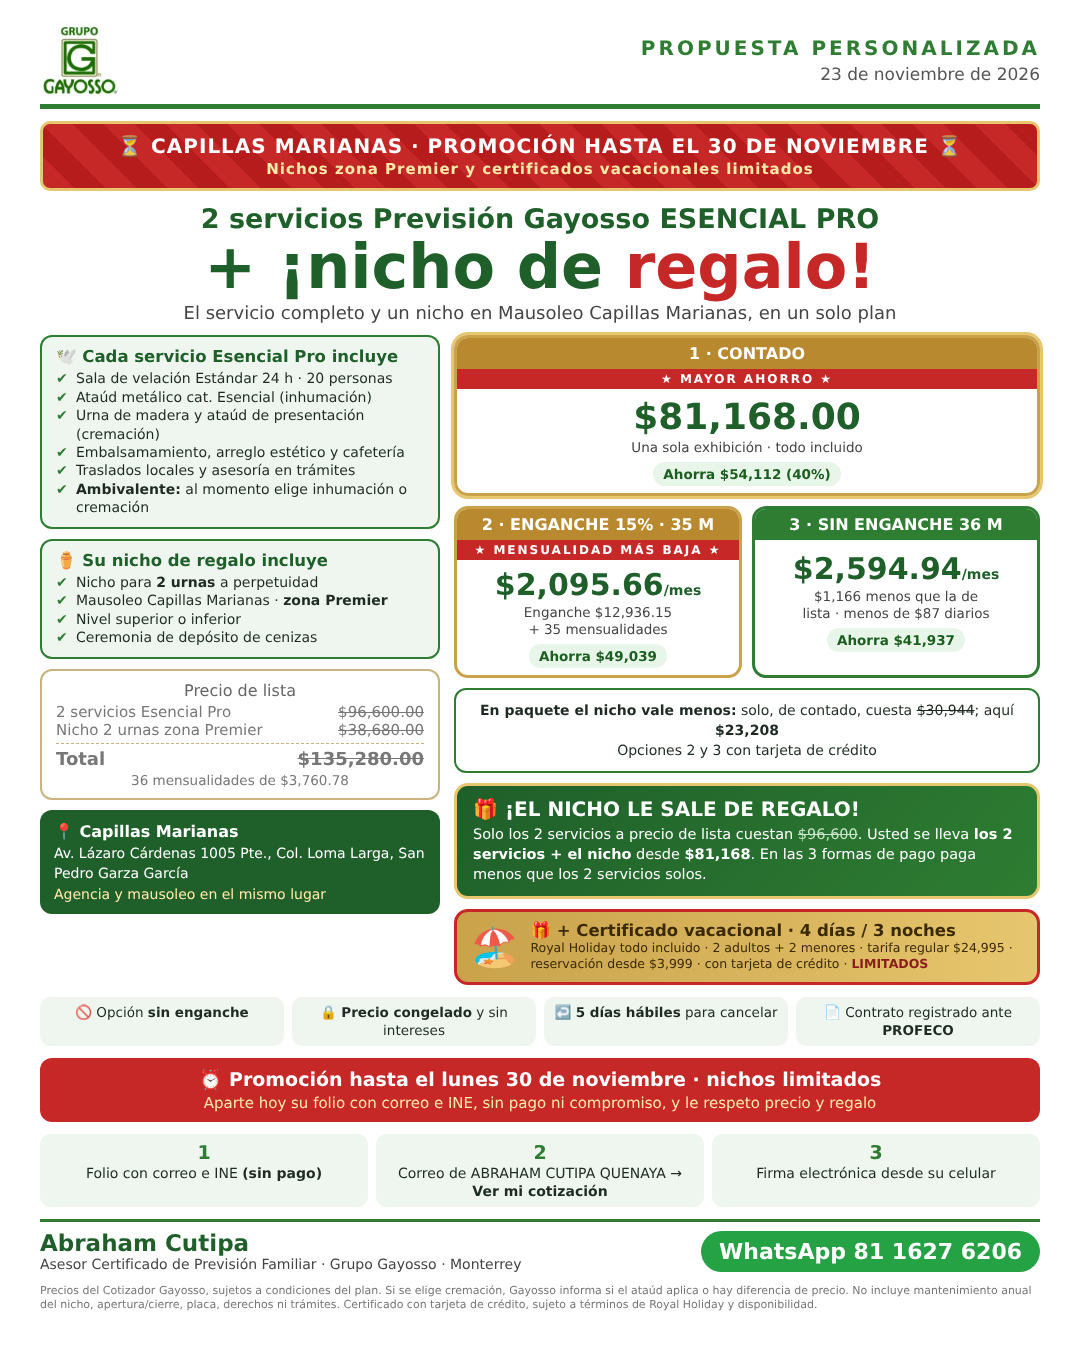 GRUPO
G
GAYOSSO
PROPUESTA PERSONALIZADA
23 de noviembre de 2026
⏳ CAPILLAS MARIANAS · PROMOCIÓN HASTA EL 30 DE NOVIEMBRE ⏳
Nichos zona Premier y certificados vacacionales limitados
2 servicios Previsión Gayosso ESENCIAL PRO
+ ¡nicho de regalo!
El servicio completo y un nicho en Mausoleo Capillas Marianas, en un solo plan
🕊️ Cada servicio Esencial Pro incluye
✔ Sala de velación Estándar 24 h · 20 personas
✔ Ataúd metálico cat. Esencial (inhumación)
✔ Urna de madera y ataúd de presentación
(cremación)
✔ Embalsamamiento, arreglo estético y cafetería
✔ Traslados locales y asesoría en trámites
✔ Ambivalente: al momento elige inhumación o
cremación
⚱️ Su nicho de regalo incluye
✔ Nicho para 2 urnas a perpetuidad
✔ Mausoleo Capillas Marianas · zona Premier
✔ Nivel superior o inferior
✔ Ceremonia de depósito de cenizas
Precio de lista
2 servicios Esencial Pro $96,600.00
Nicho 2 urnas zona Premier $38,680.00
Total $135,280.00
36 mensualidades de $3,760.78
📍 Capillas Marianas
Av. Lázaro Cárdenas 1005 Pte., Col. Loma Larga, San
Pedro Garza García
Agencia y mausoleo en el mismo lugar
1 · CONTADO
★ MAYOR AHORRO ★
$81,168.00
Una sola exhibición · todo incluido
Ahorra $54,112 (40%)
2 · ENGANCHE 15% · 35 M
★ MENSUALIDAD MÁS BAJA ★
$2,095.66/mes
Enganche $12,936.15
+ 35 mensualidades
Ahorra $49,039
3 · SIN ENGANCHE 36 M
$2,594.94/mes
$1,166 menos que la de
lista · menos de $87 diarios
Ahorra $41,937
En paquete el nicho vale menos: solo, de contado, cuesta $30,944; aquí
$23,208
Opciones 2 y 3 con tarjeta de crédito
🎁 ¡EL NICHO LE SALE DE REGALO!
Solo los 2 servicios a precio de lista cuestan $96,600. Usted se lleva los 2
servicios + el nicho desde $81,168. En las 3 formas de pago paga
menos que los 2 servicios solos.
🏖️ 🎁 + Certificado vacacional · 4 días / 3 noches
Royal Holiday todo incluido · 2 adultos + 2 menores · tarifa regular $24,995 ·
reservación desde $3,999 · con tarjeta de crédito · LIMITADOS
🚫 Opción sin enganche
🔒 Precio congelado y sin
intereses
↩️ 5 días hábiles para cancelar
📄 Contrato registrado ante
PROFECO
⏰ Promoción hasta el lunes 30 de noviembre · nichos limitados
Aparte hoy su folio con correo e INE, sin pago ni compromiso, y le respeto precio y regalo
1
Folio con correo e INE (sin pago)
2
Correo de ABRAHAM CUTIPA QUENAYA →
Ver mi cotización
3
Firma electrónica desde su celular
Abraham Cutipa
Asesor Certificado de Previsión Familiar · Grupo Gayosso · Monterrey
WhatsApp 81 1627 6206
Precios del Cotizador Gayosso, sujetos a condiciones del plan. Si se elige cremación, Gayosso informa si el ataúd aplica o hay diferencia de precio. No incluye mantenimiento anual
del nicho, apertura/cierre, placa, derechos ni trámites. Certificado con tarjeta de crédito, sujeto a términos de Royal Holiday y disponibilidad.